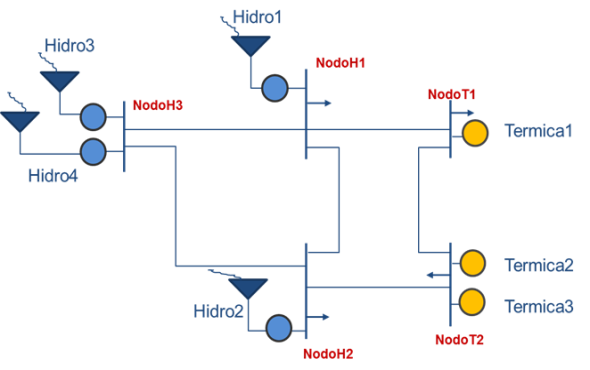 Hidro1
Hidro3
NodoH1
NodoT1
NodoH3
Termica1
Hidro4
Termica2
Hidro2
Termica3
NodoT2
NodoH2